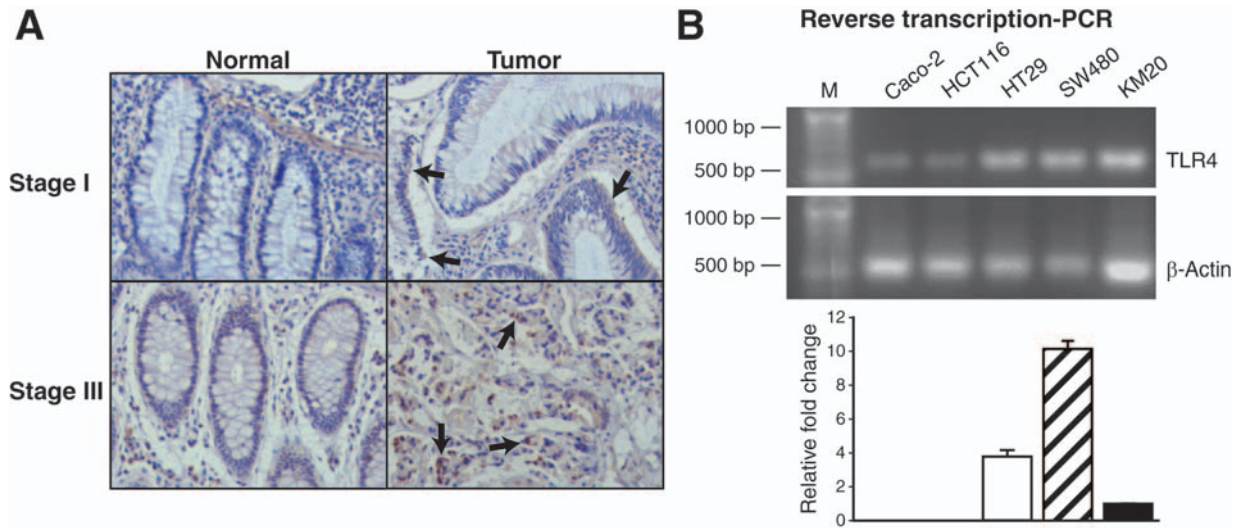 A
Normal
Tumor
Stage I
Stage III
B
Reverse transcription-PCR
M
Caco-2
HCT116
HT29
SW480
KM20
1000 bp
500 bp
TLR4
1000 bp
500 bp
β-Actin
Relative fold change
12
10
8
6
4
2
0